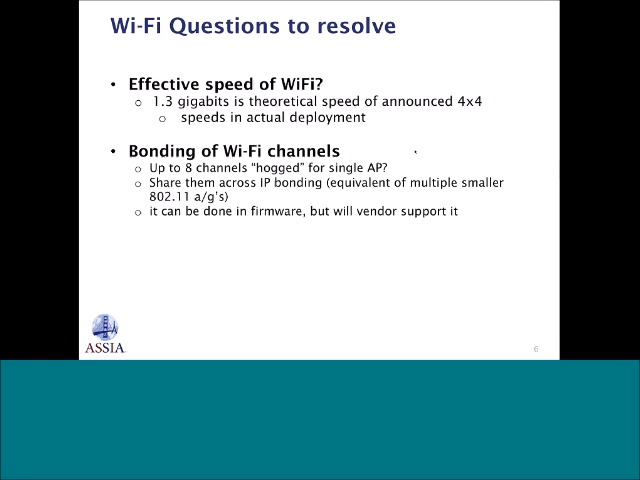 Wi-Fi Questions to resolve
• Effective speed of WiFi?
o 1.3 gigabits is theoretical speed of announced 4x4
o speeds in actual deployment
• Bonding of Wi-Fi channels
o Up to 8 channels “hogged” for single AP?
o Share them across IP bonding (equivalent of multiple smaller
802.11 a/g’s)
o it can be done in firmware, but will vendor support it
ASSIA
6